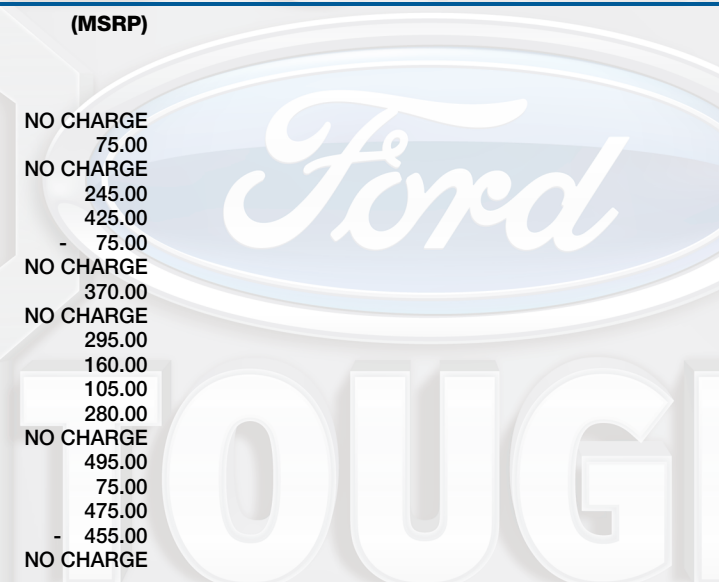 (MSRP)
NO CHARGE
75.00
NO CHARGE
245.00
425.00
- 75.00
NO CHARGE
370.00
NO CHARGE
295.00
160.00
105.00
280.00
NO CHARGE
495.00
75.00
475.00
- 455.00
NO CHARGE
Ford
TOUG